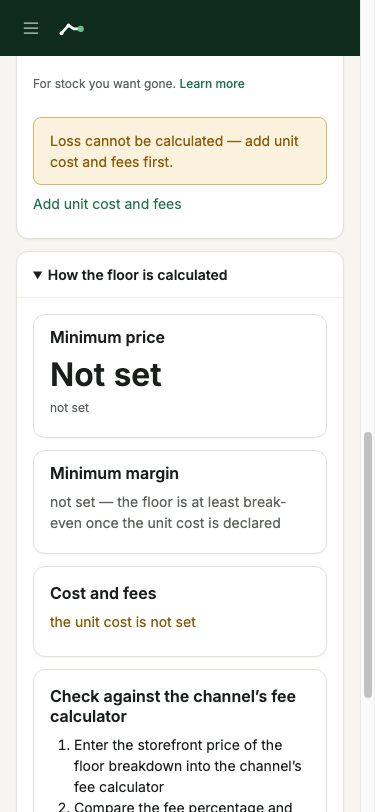 For stock you want gone. Learn more
Loss cannot be calculated — add unit
cost and fees first.
Add unit cost and fees
▼ How the floor is calculated
Minimum price
Not set
not set
Minimum margin
not set — the floor is at least break-
even once the unit cost is declared
Cost and fees
the unit cost is not set
Check against the channel’s fee
calculator
1. Enter the storefront price of the
floor breakdown into the channel’s
fee calculator
2. Compare the fee percentage and